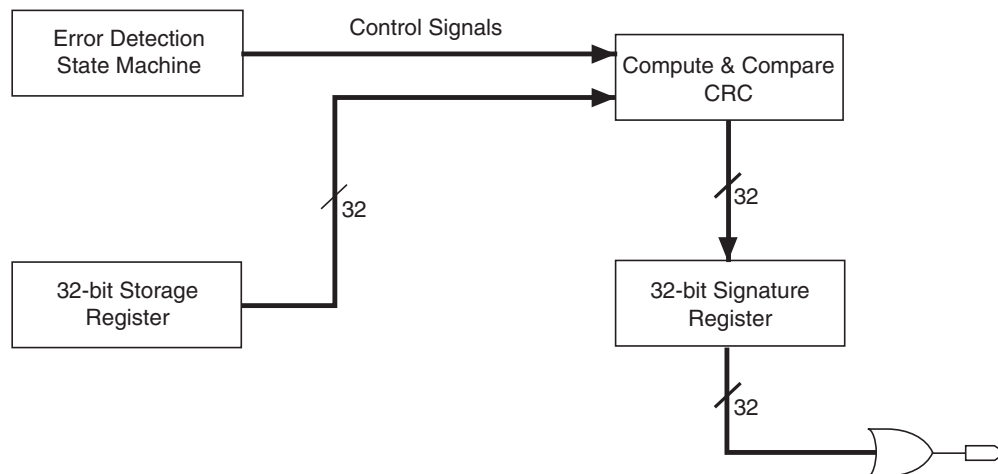 Error Detection
State Machine
Control Signals
Compute & Compare
CRC
32
32
32-bit Storage
Register
32-bit Signature
Register
32